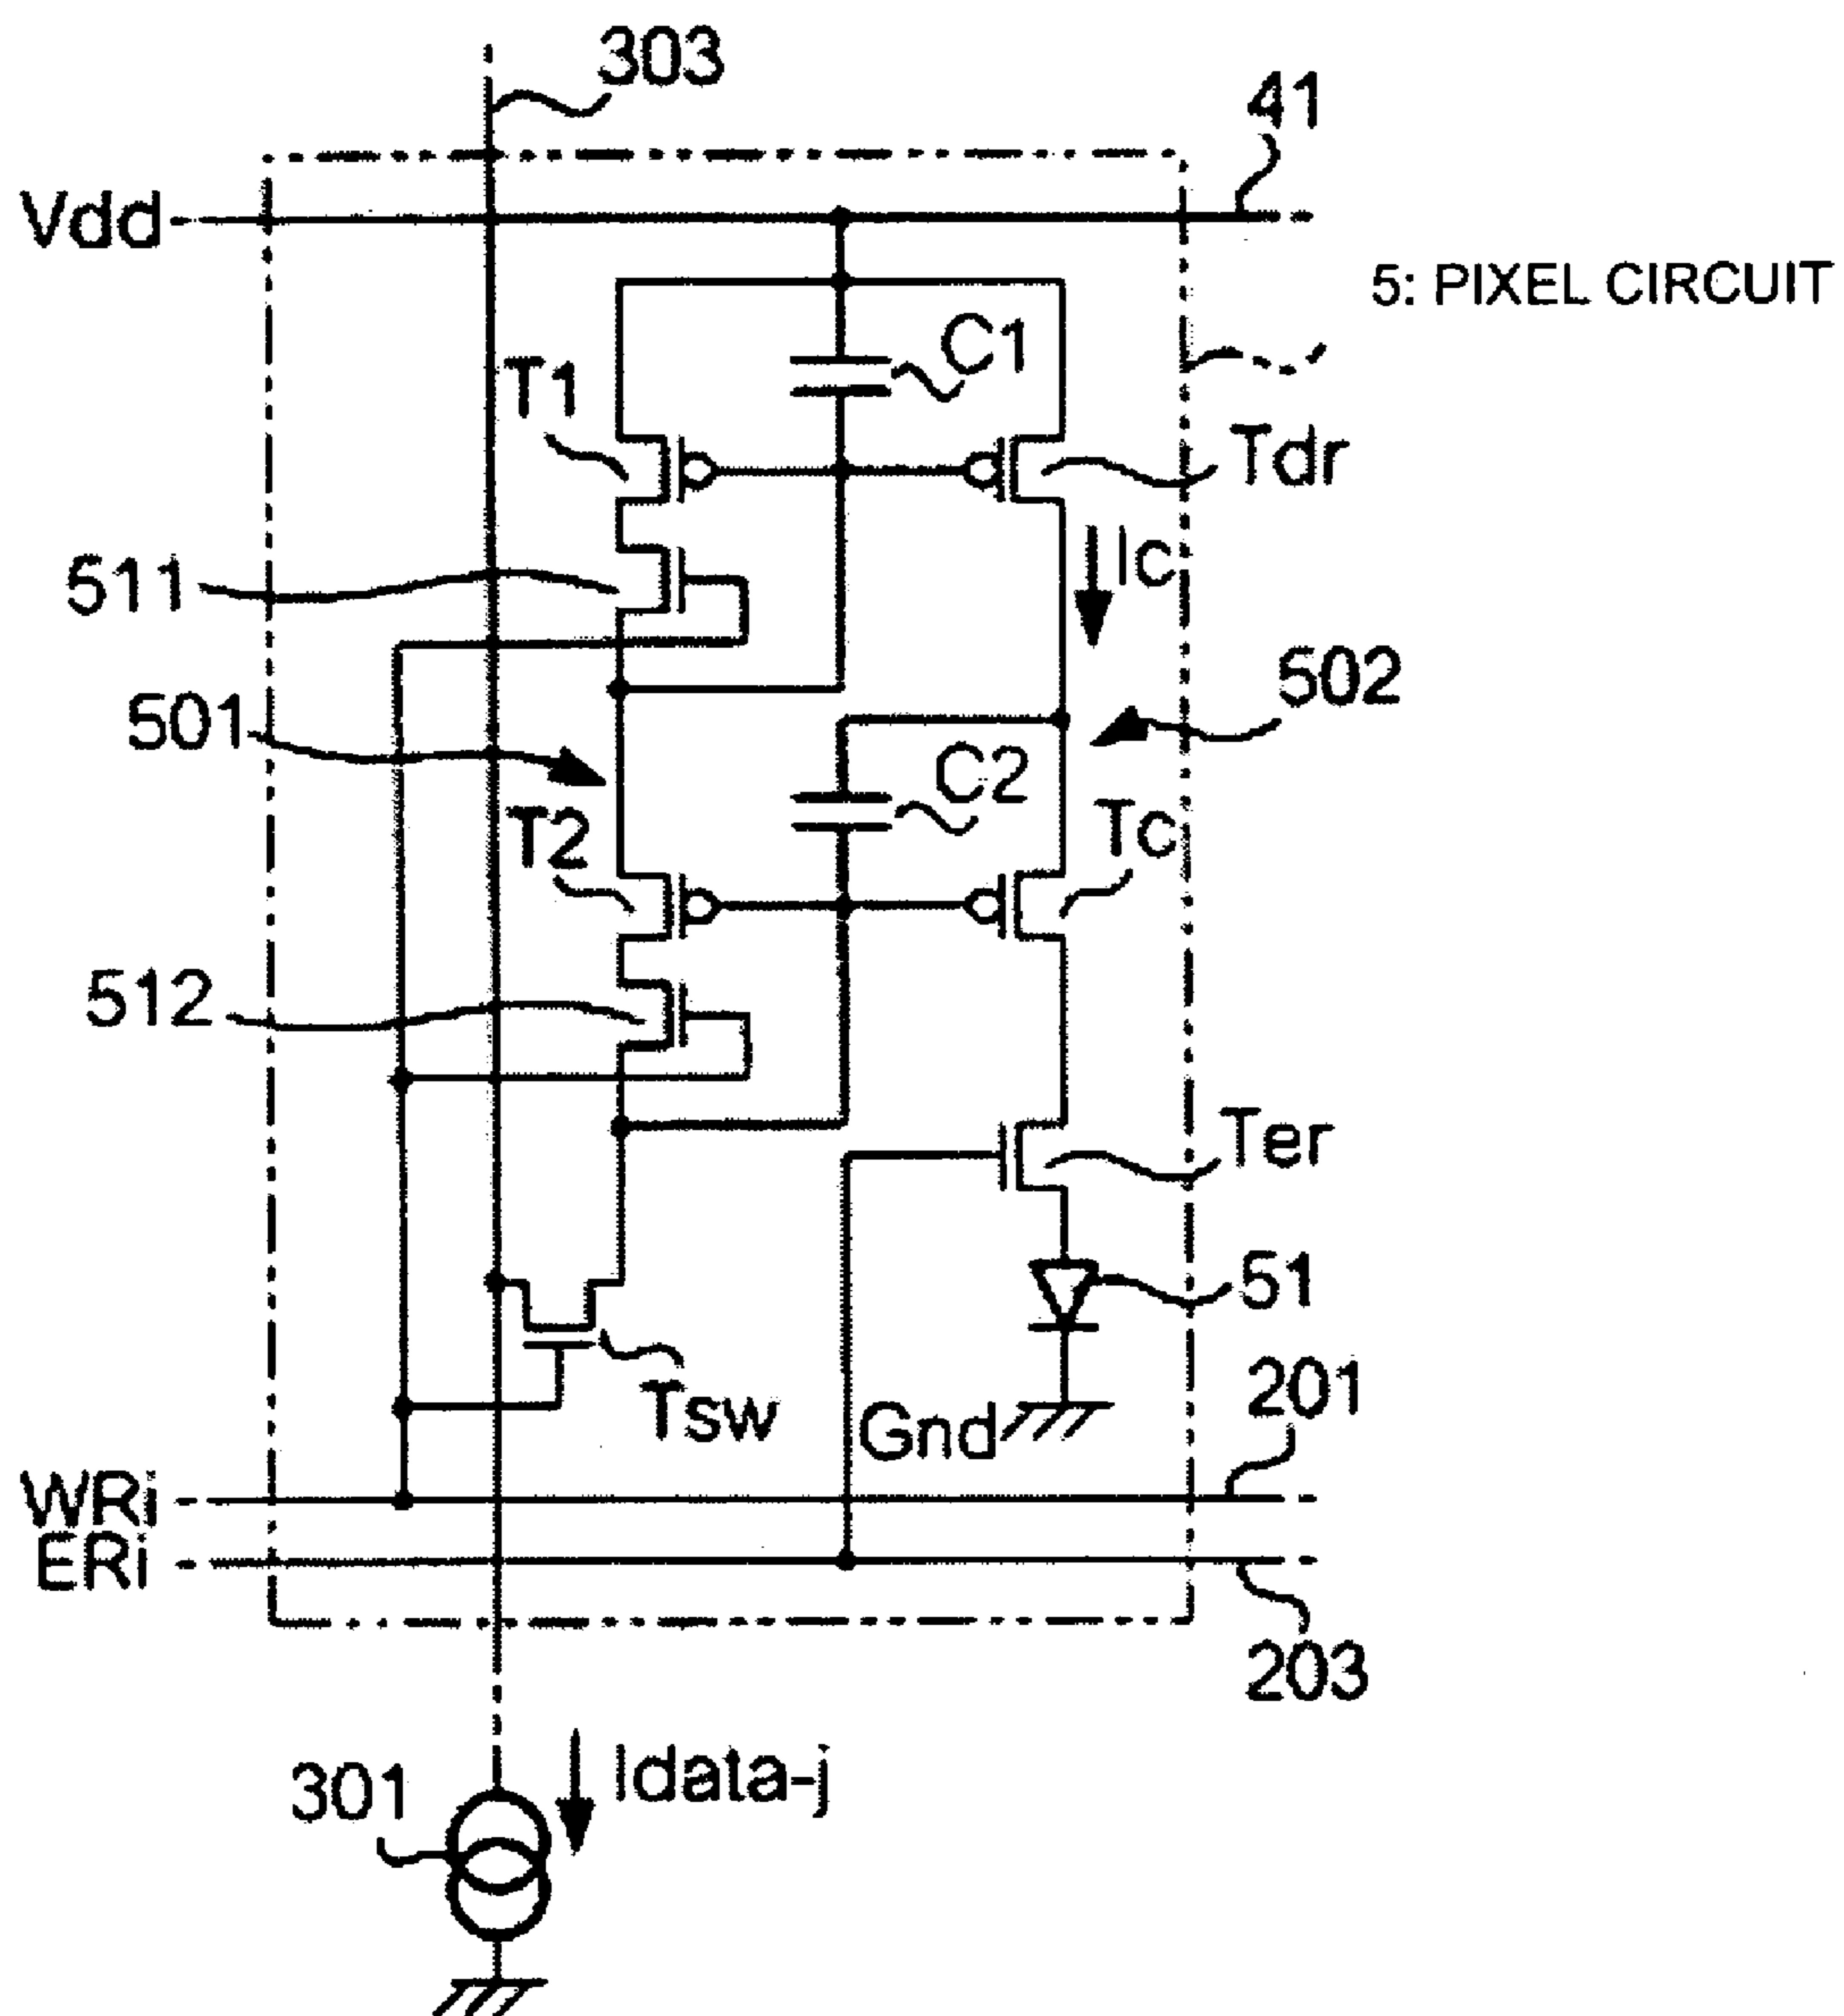 303
41
Vdd
5: PIXEL CIRCUIT
C1
T1
Tdr
511
Ic
501
502
C2
T2
Tc
512
Ter
51
201
Tsw
Gnd
WRi
ERi
203
301
Idata-j